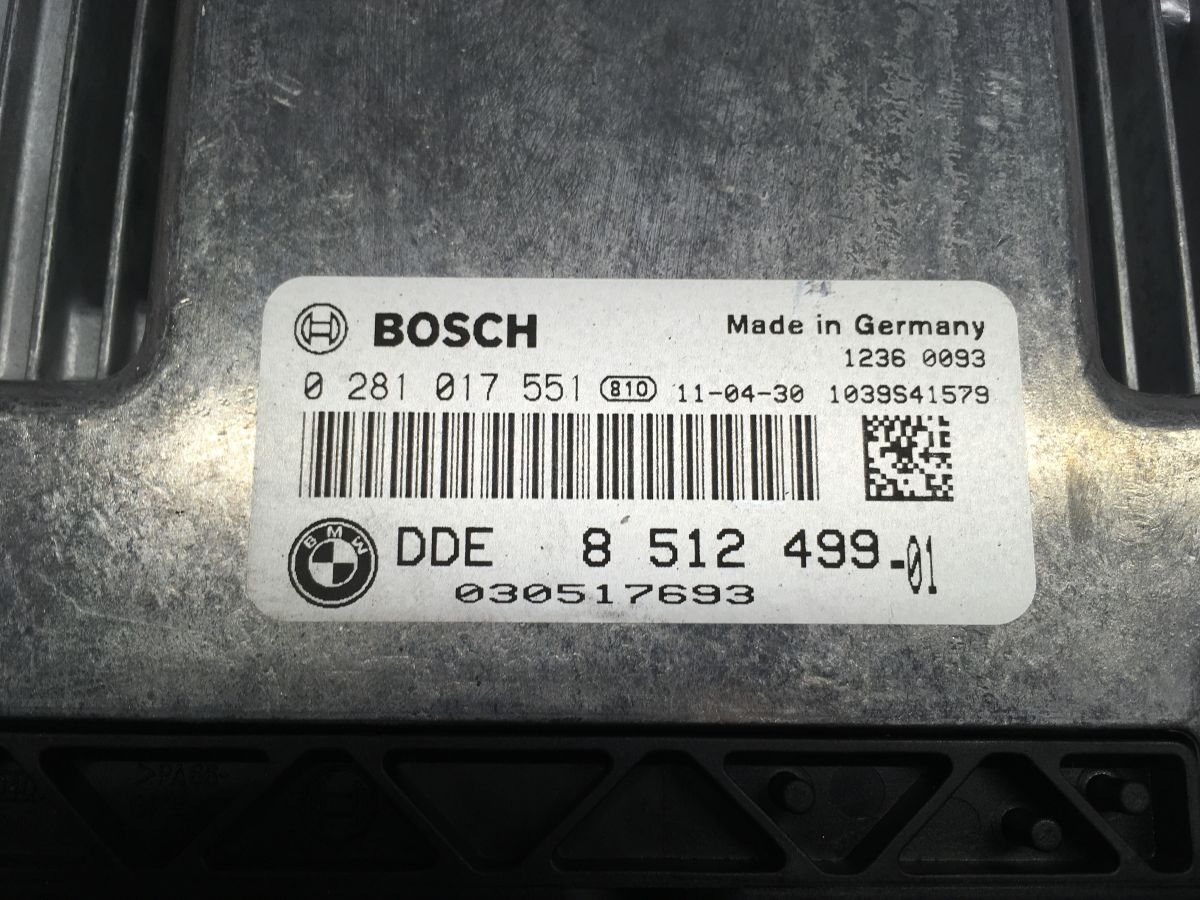 BOSCH
Made in Germany
1236 0093
0 281 017 551 810 11-04-30 1039S41579
BMW
DDE 8 512 499-01
030517693